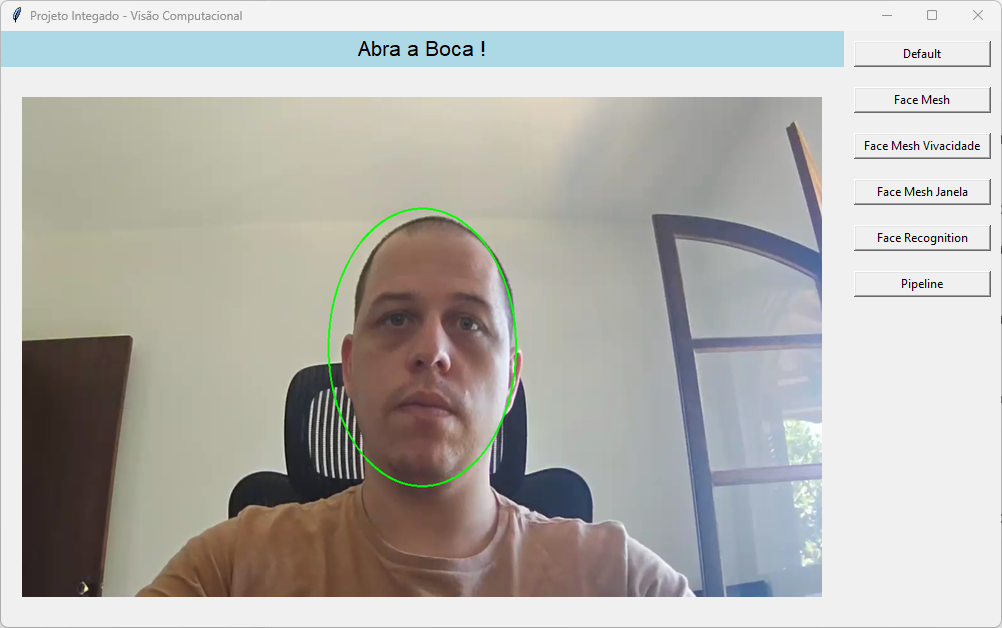 Projeto Integado - Visão Computacional
Abra a Boca !
Default
Face Mesh
Face Mesh Vivacidade
Face Mesh Janela
Face Recognition
Pipeline